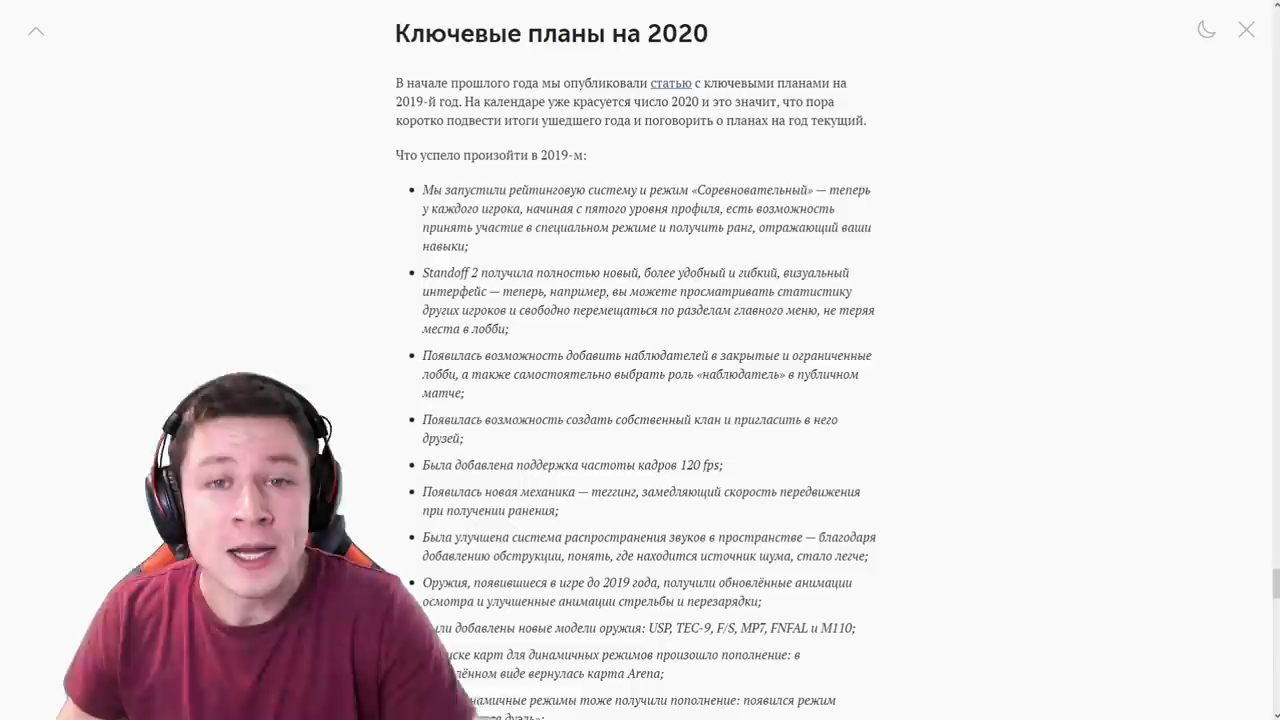 Ключевые планы на 2020
В начале прошлого года мы опубликовали статью с ключевыми планами на
2019-й год. На календаре уже красуется число 2020 и это значит, что пора
коротко подвести итоги ушедшего года и поговорить о планах на год текущий.
Что успело произойти в 2019-м:
Мы запустили рейтинговую систему и режим «Соревновательный» — теперь
у каждого игрока, начиная с пятого уровня профиля, есть возможность
принять участие в специальном режиме и получить ранг, отражающий ваши
навыки;
Standoff 2 получила полностью новый, более удобный и гибкий, визуальный
интерфейс — теперь, например, вы можете просматривать статистику
других игроков и свободно перемещаться по разделам главного меню, не теряя
места в лобби;
Появилась возможность добавить наблюдателей в закрытые и ограниченные
лобби, а также самостоятельно выбрать роль «наблюдатель» в публичном
матче;
Появилась возможность создать собственный клан и пригласить в него
друзей;
Была добавлена поддержка частоты кадров 120 fps;
Появилась новая механика — теггинг, замедляющий скорость передвижения
при получении ранения;
Была улучшена система распространения звуков в пространстве — благодаря
добавлению обструкции, понять, где находится источник шума, стало легче;
Оружия, появившиеся в игре до 2019 года, получили обновлённые анимации
осмотра и улучшенные анимации стрельбы и перезарядки;
добавлены новые модели оружия: USP, TEC-9, F/S, MP7, FNFAL и M110;
карт для динамичных режимов произошло пополнение: в
виде вернулась карта Arena;
режимы тоже получили пополнение: появился режим
дуэль»;